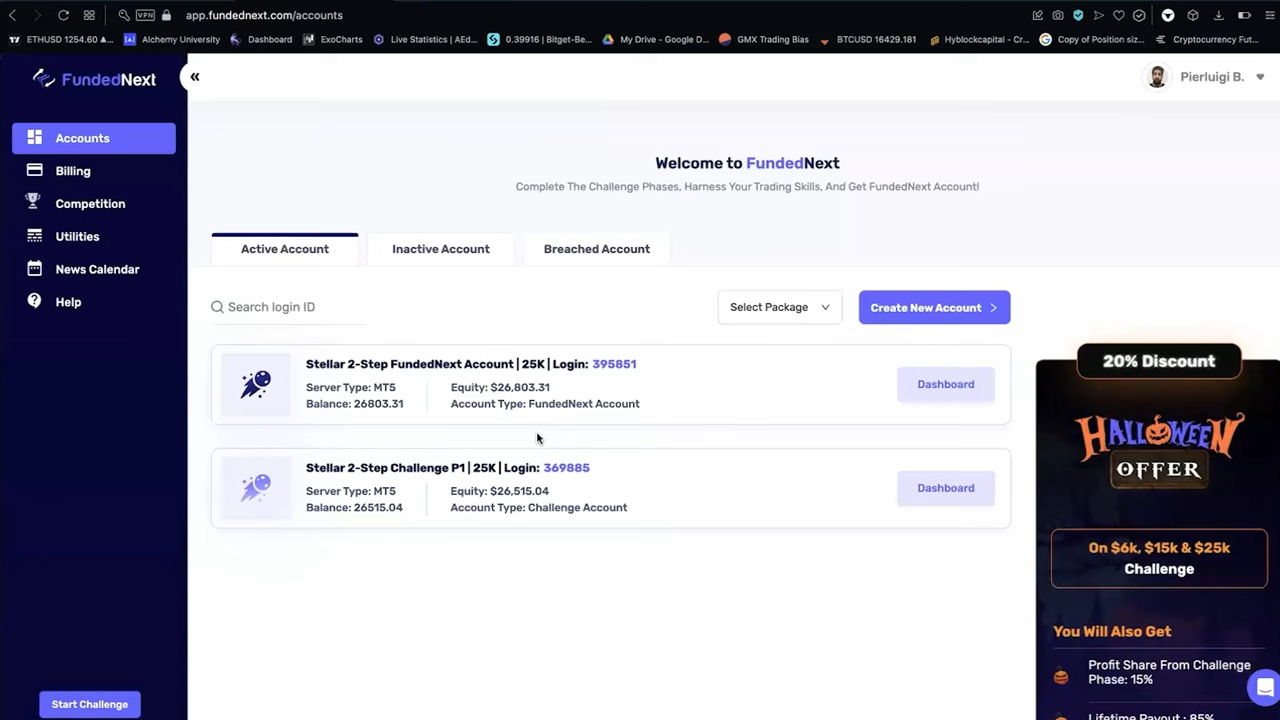 app.fundednext.com/accounts
VPN
ETHUSD 1254.60 ▲...
Alchemy University
Dashboard
ExoCharts
Live Statistics | AEd...
0.39916 | Bitget-Be...
My Drive - Google D...
GMX Trading Bias
BTCUSD 16429.181
Hyblockcapital - Cr...
Copy of Position siz...
Cryptocurrency Fut...
FundedNext
«
Pierluigi B.
Accounts
Billing
Competition
Utilities
News Calendar
Help
Start Challenge
Welcome to FundedNext
Complete The Challenge Phases, Harness Your Trading Skills, And Get FundedNext Account!
Active Account
Inactive Account
Breached Account
Search login ID
Select Package
Create New Account
Stellar 2-Step FundedNext Account | 25K | Login: 395851
Server Type: MT5
Equity: $26,803.31
Balance: 26803.31
Account Type: FundedNext Account
Dashboard
Stellar 2-Step Challenge P1 | 25K | Login: 369885
Server Type: MT5
Equity: $26,515.04
Balance: 26515.04
Account Type: Challenge Account
Dashboard
20% Discount
HALLOWEEN
OFFER
On $6k, $15k & $25k
Challenge
You Will Also Get
Profit Share From Challenge
Phase: 15%
Lifetime Payout : 85%